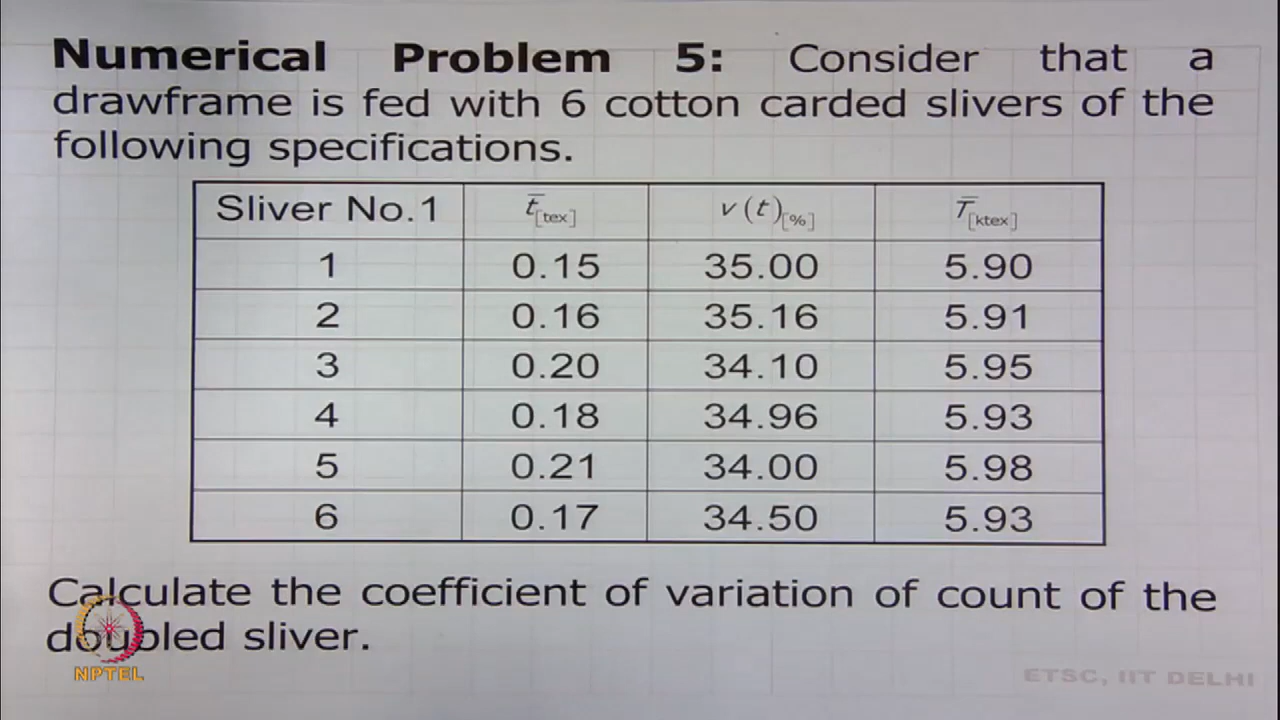 Numerical Problem 5: Consider that a
drawframe is fed with 6 cotton carded slivers of the
following specifications.
Sliver No.1 t̅[tex] v(t)[%] T̅[ktex]
1 0.15 35.00 5.90
2 0.16 35.16 5.91
3 0.20 34.10 5.95
4 0.18 34.96 5.93
5 0.21 34.00 5.98
6 0.17 34.50 5.93
Calculate the coefficient of variation of count of the
doubled sliver.
NPTEL
ETSC, IIT DELHI